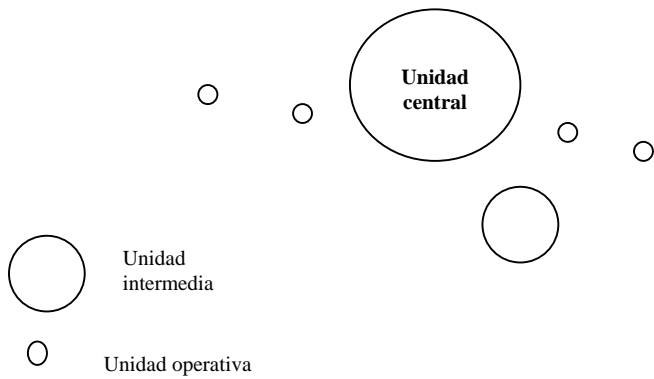 Unidad
central
Unidad
intermedia
Unidad operativa